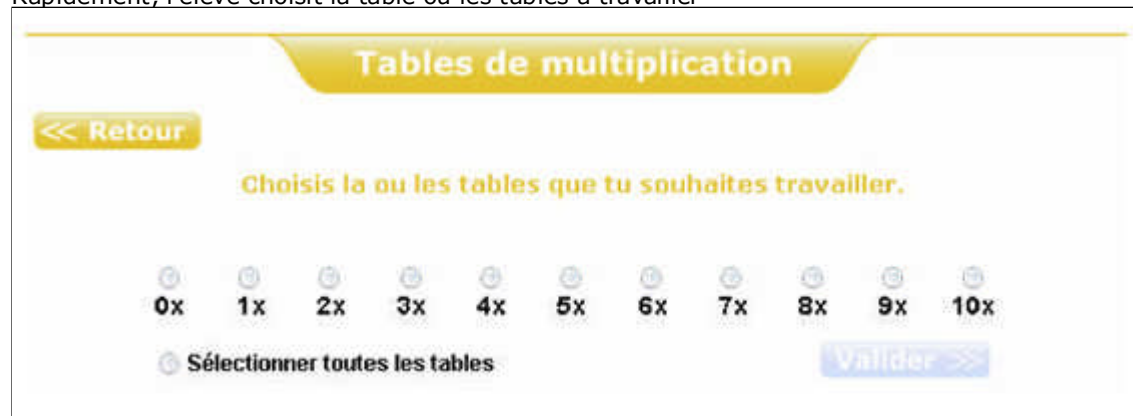 Rapidement, l'élève choisit la table ou les tables à travailler
Tables de multiplication
<< Retour
Choisis la ou les tables que tu souhaites travailler.
0x 1x 2x 3x 4x 5x 6x 7x 8x 9x 10x
Sélectionner toutes les tables
Valider >>